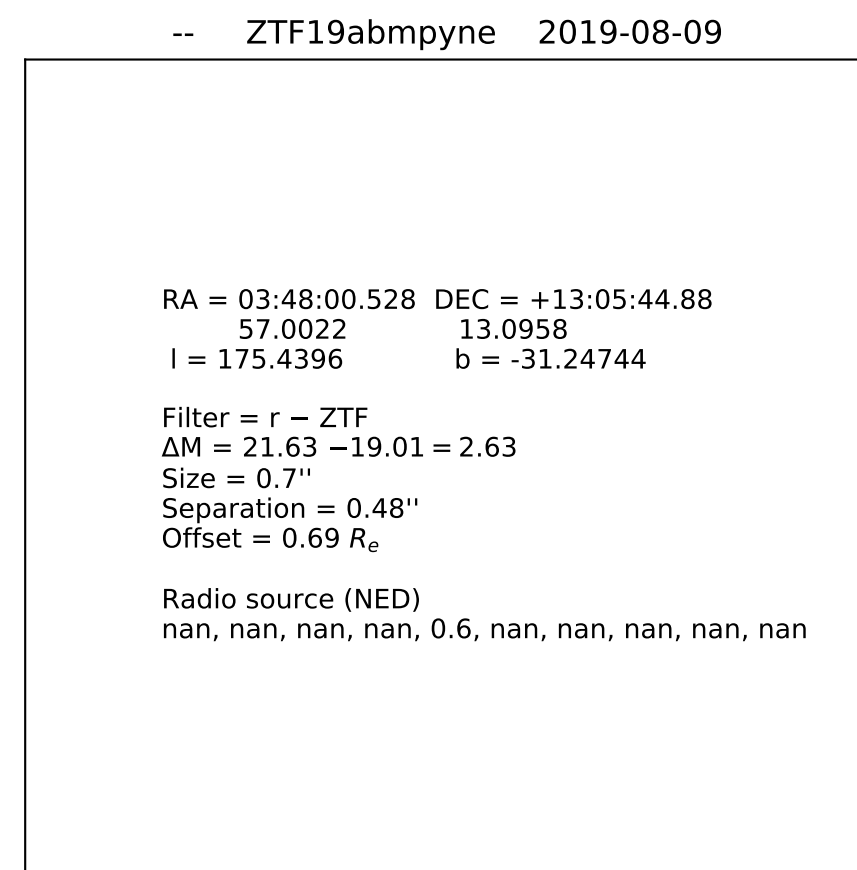 -- ZTF19abmpyne 2019-08-09
RA = 03:48:00.528 DEC = +13:05:44.88
57.0022 13.0958
l = 175.4396 b = -31.24744
Filter = r − ZTF
ΔM = 21.63 −19.01 = 2.63
Size = 0.7''
Separation = 0.48''
Offset = 0.69 Re
Radio source (NED)
nan, nan, nan, nan, 0.6, nan, nan, nan, nan, nan